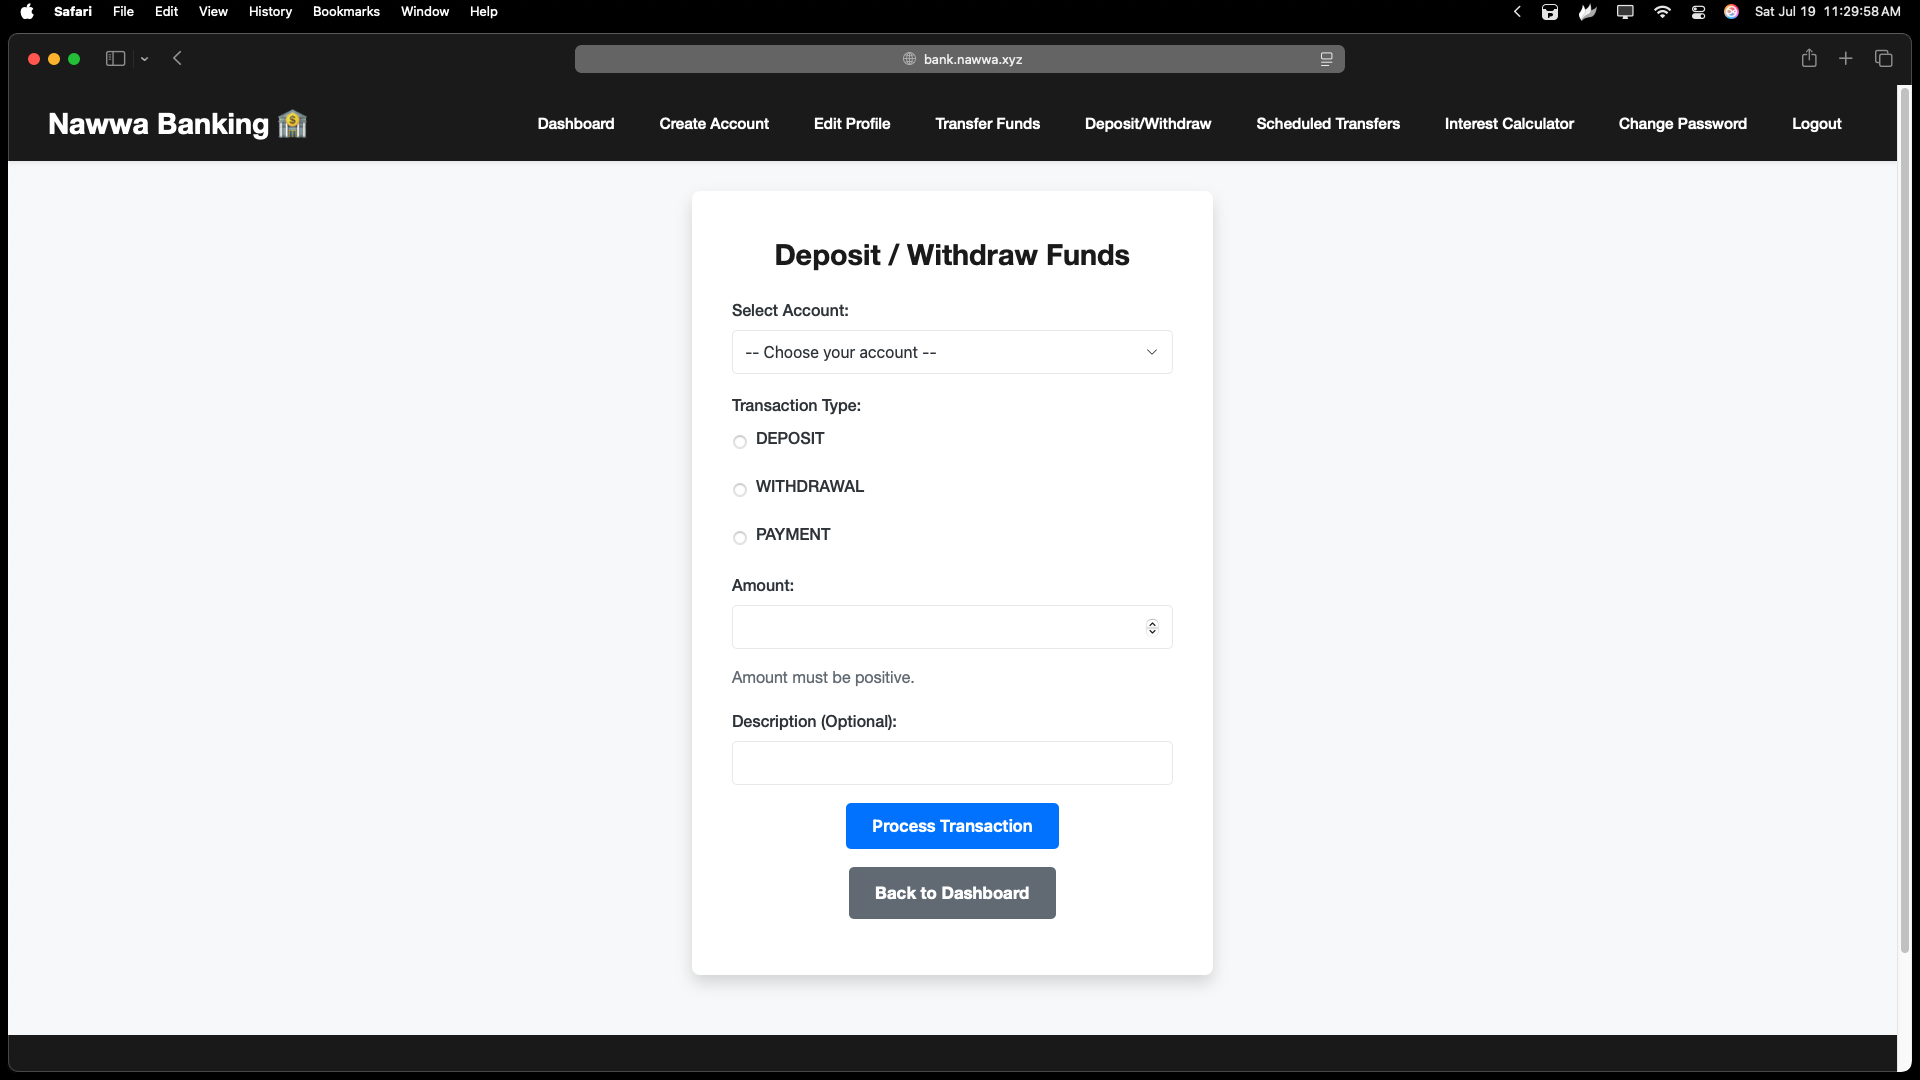 Safari File Edit View History Bookmarks Window Help Sat Jul 19 11:29:58 AM
bank.nawwa.xyz
Nawwa Banking Dashboard Create Account Edit Profile Transfer Funds Deposit/Withdraw Scheduled Transfers Interest Calculator Change Password Logout
Deposit / Withdraw Funds
Select Account:
-- Choose your account --
Transaction Type:
DEPOSIT
WITHDRAWAL
PAYMENT
Amount:
Amount must be positive.
Description (Optional):
Process Transaction
Back to Dashboard